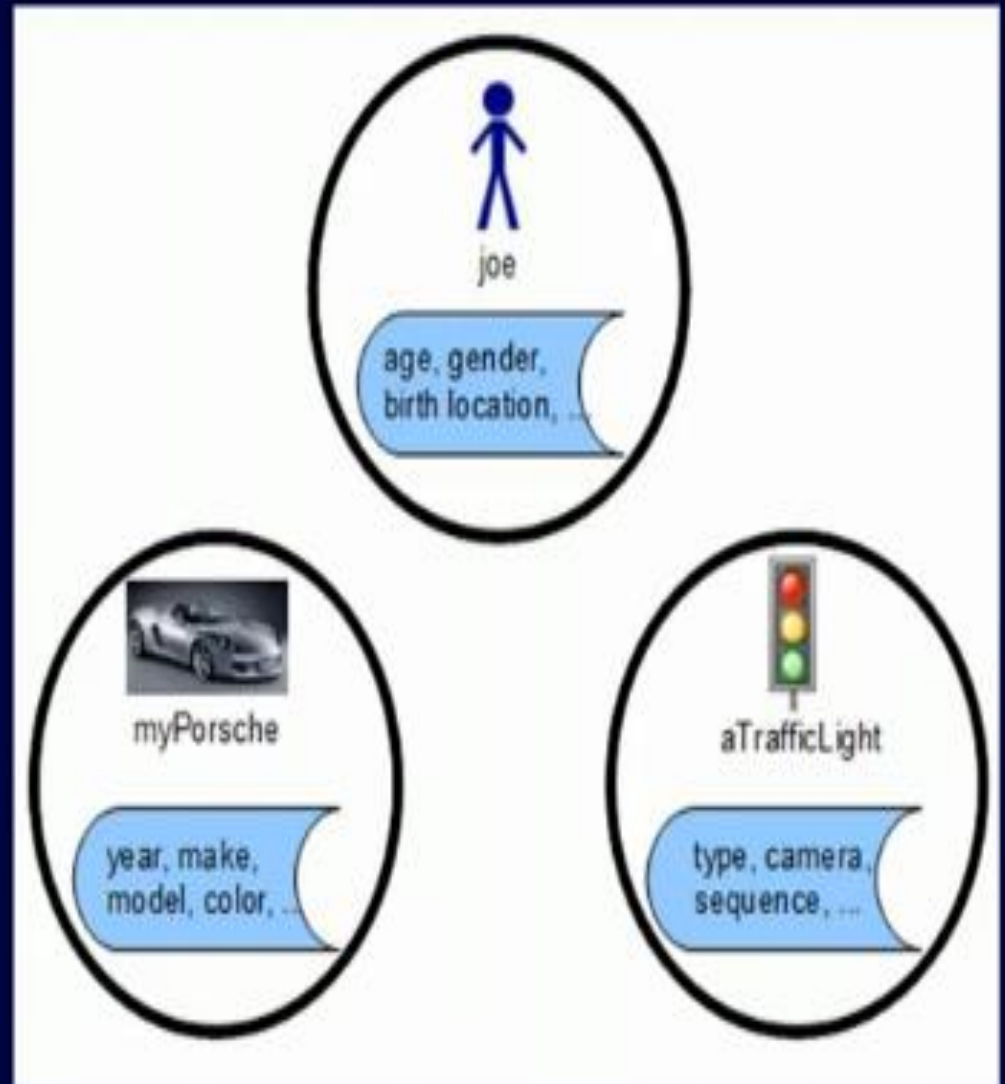 joe
age, gender,
birth location, ...
myPorsche
year, make,
model, color, ...
aTrafficLight
type, camera,
sequence, ...